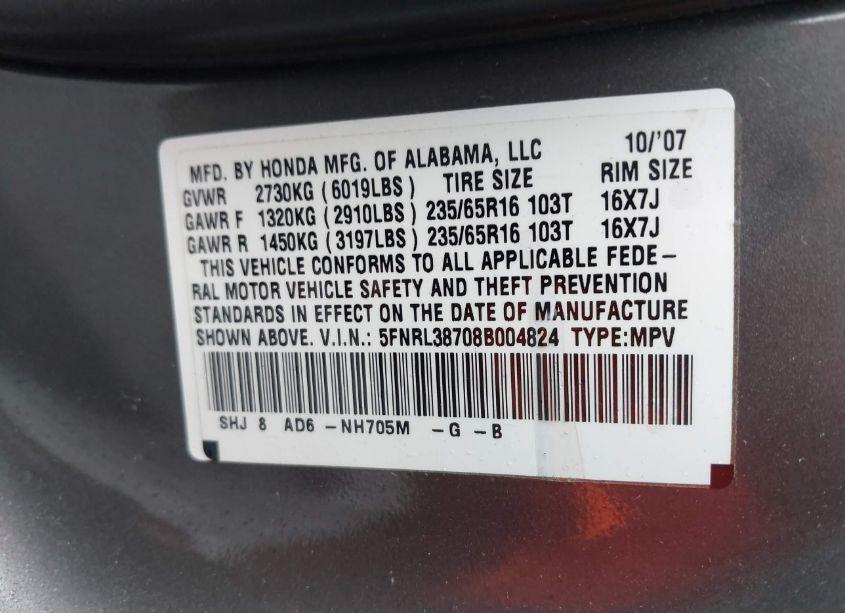 MFD. BY HONDA MFG. OF ALABAMA, LLC 10/'07
GVWR 2730KG (6019LBS) TIRE SIZE RIM SIZE
GAWR F 1320KG (2910LBS) 235/65R16 103T 16X7J
GAWR R 1450KG (3197LBS) 235/65R16 103T 16X7J
THIS VEHICLE CONFORMS TO ALL APPLICABLE FEDE-
RAL MOTOR VEHICLE SAFETY AND THEFT PREVENTION
STANDARDS IN EFFECT ON THE DATE OF MANUFACTURE
SHOWN ABOVE. V.I.N.: 5FNRL38708B004824 TYPE:MPV
SHJ 8 AD6 -NH705M -G -B